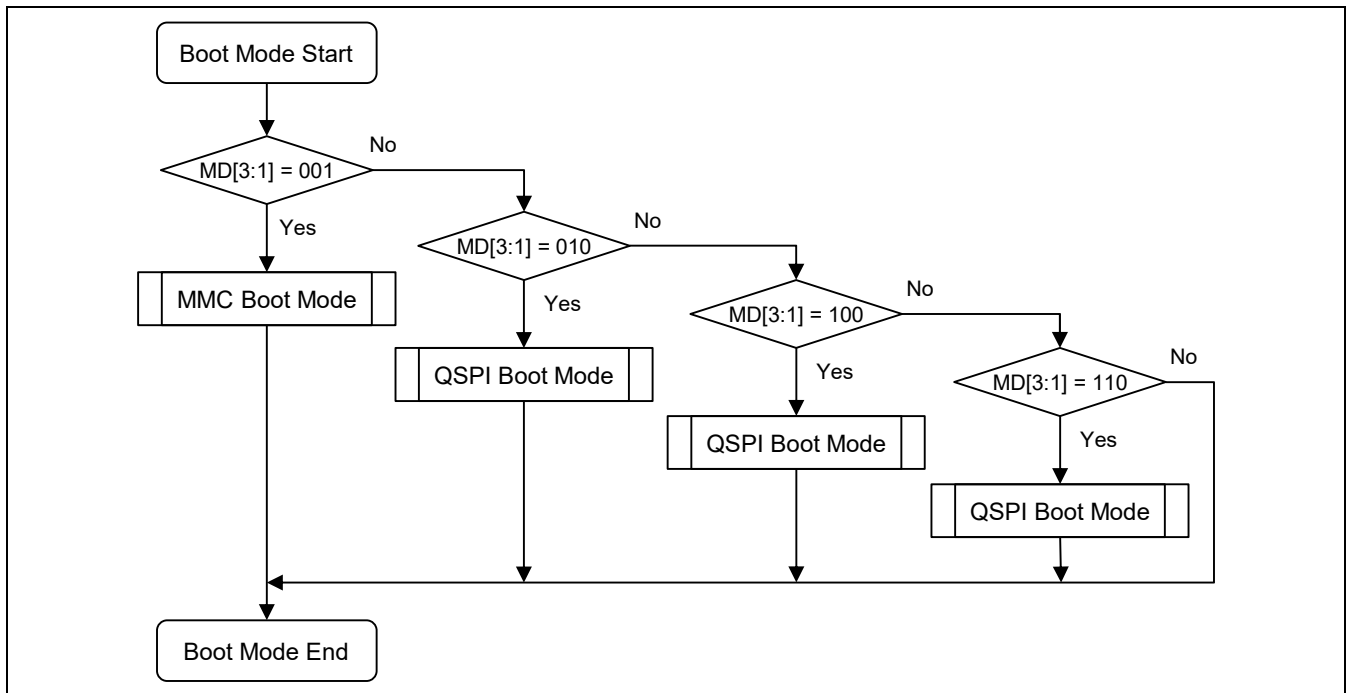 Boot Mode Start
No
MD[3:1] = 001
Yes
No
MD[3:1] = 010
MMC Boot Mode
Yes
No
MD[3:1] = 100
QSPI Boot Mode
Yes
No
MD[3:1] = 110
QSPI Boot Mode
Yes
QSPI Boot Mode
Boot Mode End